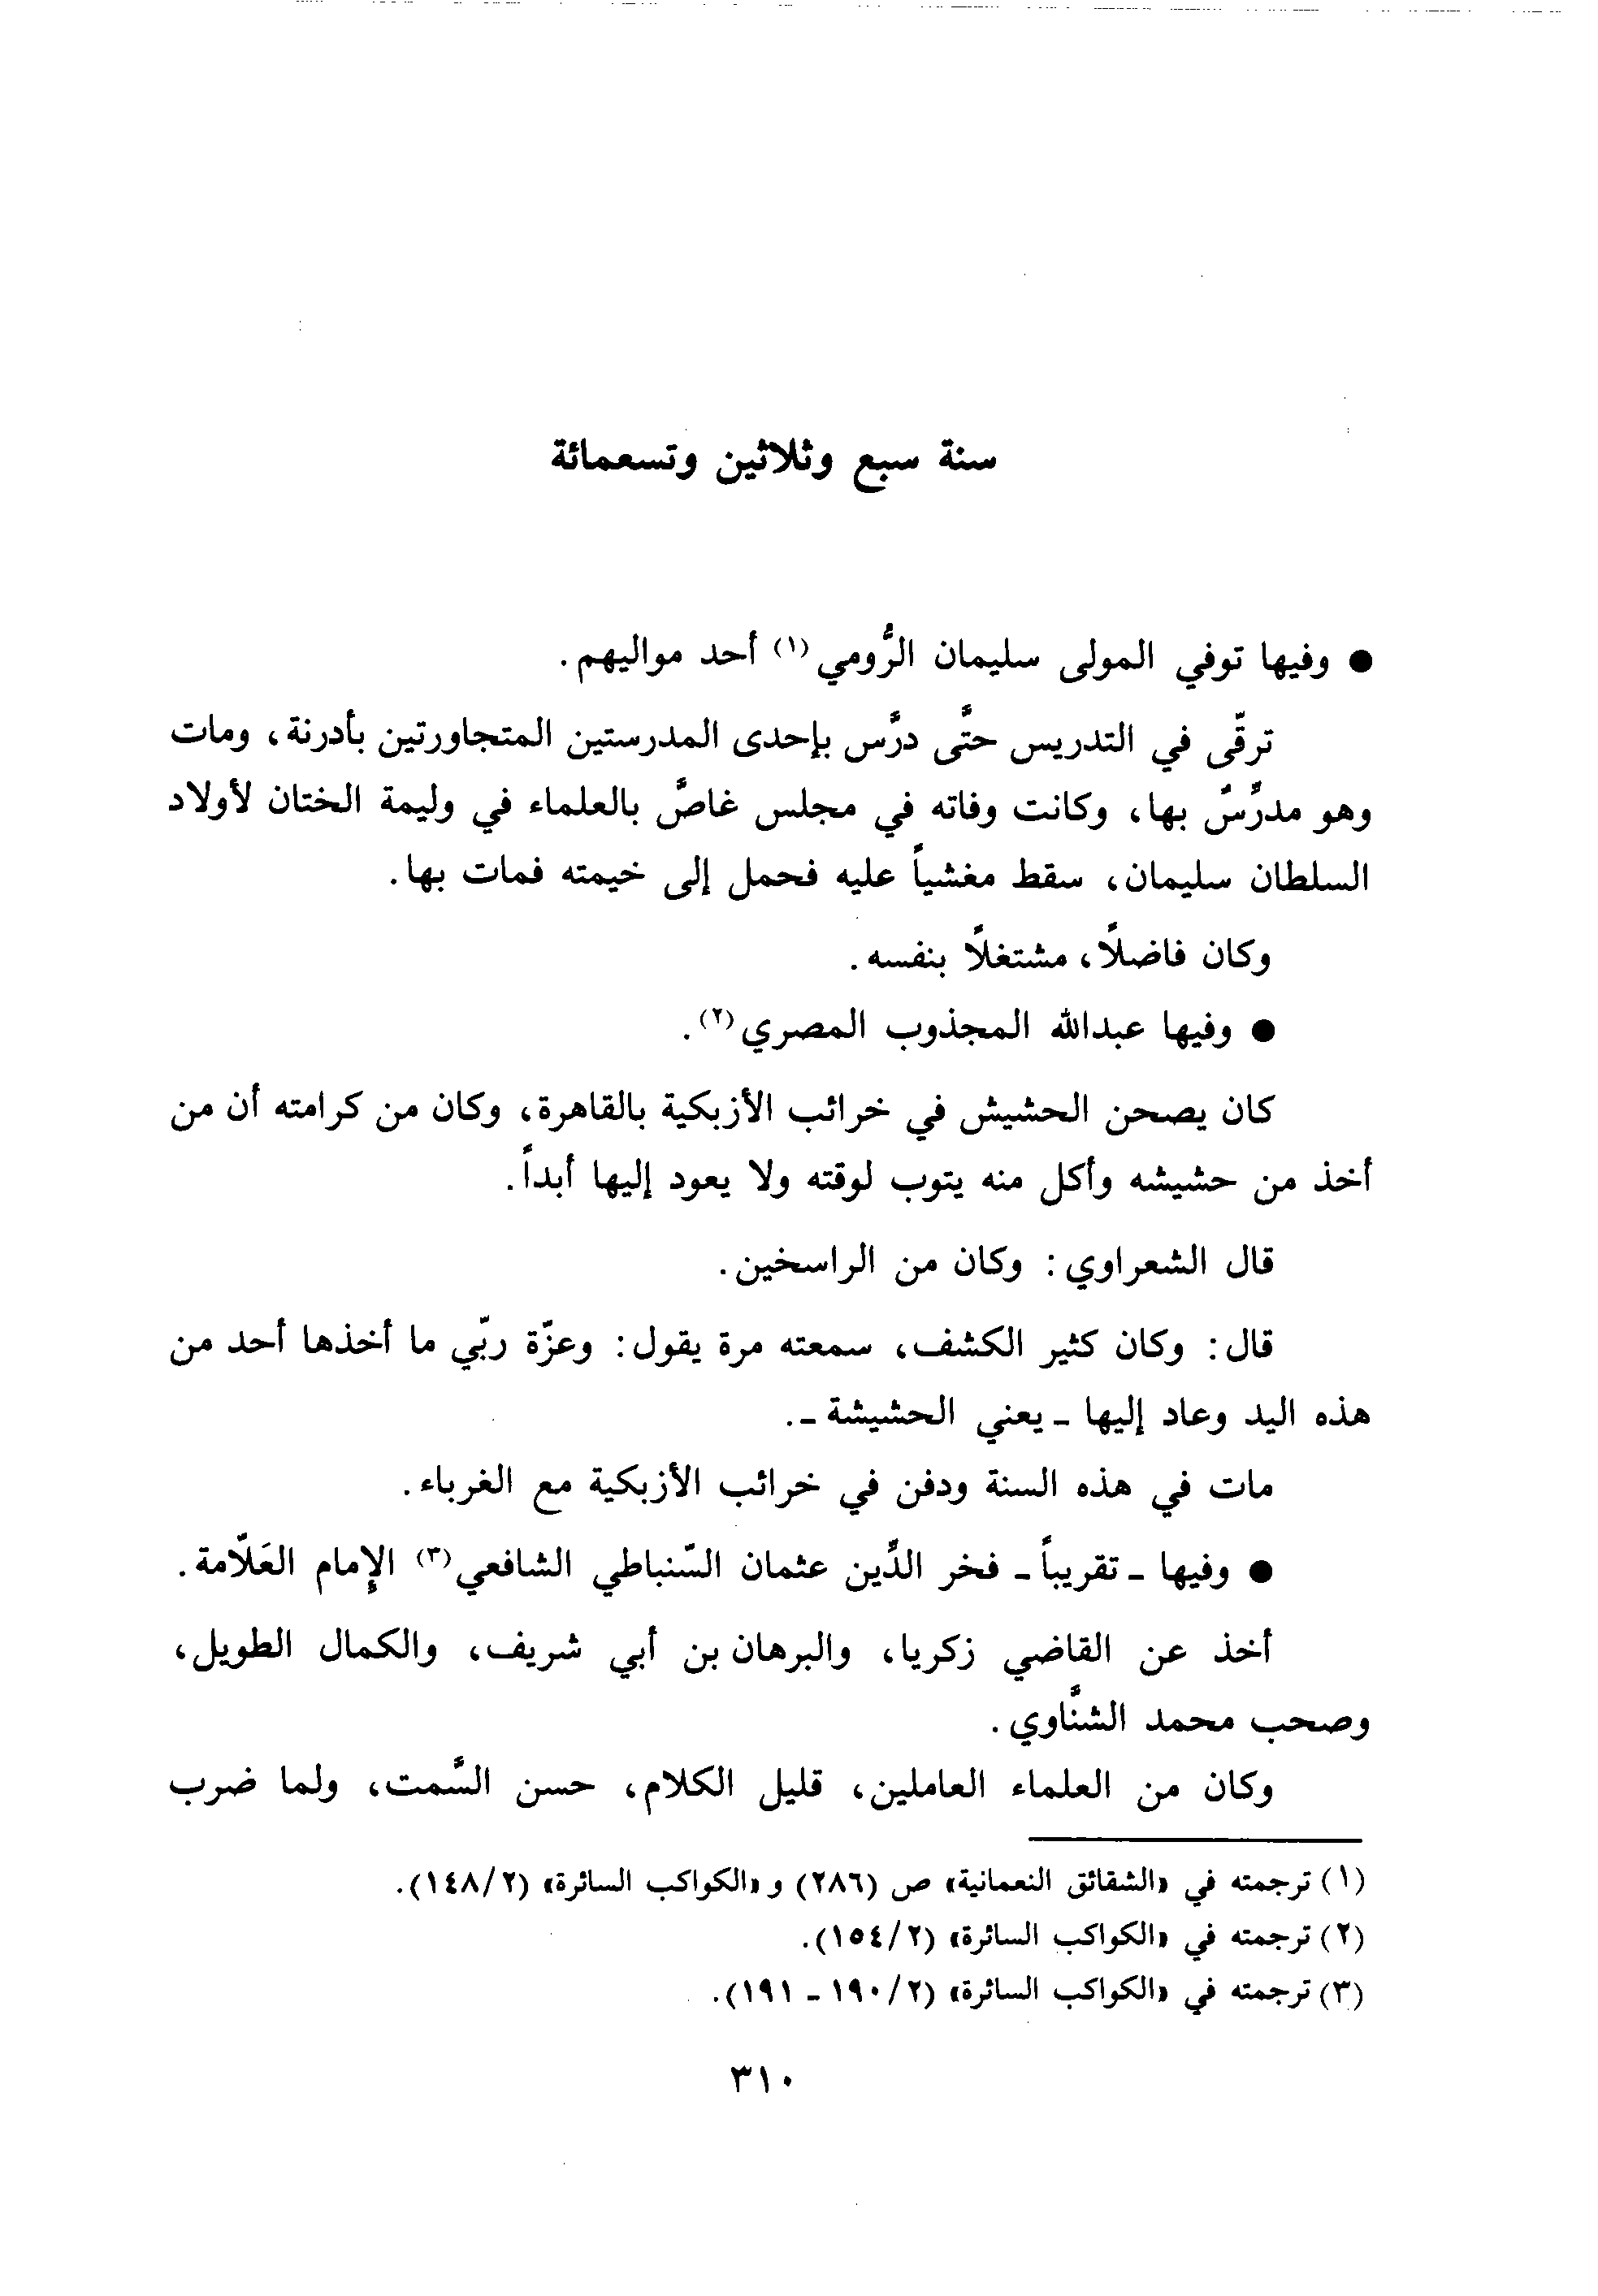 سنة سبع وثلاثين وتسعمائة
● وفيها توفي المولى سليمان الرُّومي (١) أحد مواليهم.
ترقّى في التدريس حتَّى درَّس بإحدى المدرستين المتجاورتين بأدرنة، ومات
وهو مدرِّسٌ بها، وكانت وفاته في مجلس غاصٍّ بالعلماء في وليمة الختان لأولاد
السلطان سليمان، سقط مغشياً عليه فحمل إلى خيمته فمات بها.
وكان فاضلًا، مشتغلًا بنفسه.
● وفيها عبدالله المجذوب المصري (٢).
كان يصحن الحشيش في خرائب الأزبكية بالقاهرة، وكان من كرامته أن من
أخذ من حشيشه وأكل منه يتوب لوقته ولا يعود إليها أبداً.
قال الشعراوي: وكان من الراسخين.
قال: وكان كثير الكشف، سمعته مرة يقول: وعزّة ربّي ما أخذها أحد من
هذه اليد وعاد إليها ـ يعني الحشيشة ـ.
مات في هذه السنة ودفن في خرائب الأزبكية مع الغرباء.
● وفيها ـ تقريباً ـ فخر الدِّين عثمان السّنباطي الشافعي (٣) الإمام العَلّامة.
أخذ عن القاضي زكريا، والبرهان بن أبي شريف، والكمال الطويل،
وصحب محمد الشنَّاوي.
وكان من العلماء العاملين، قليل الكلام، حسن السَّمت، ولما ضرب
(١) ترجمته في «الشقائق النعمانية» ص (٢٨٦) و «الكواكب السائرة» (١٤٨/٢).
(٢) ترجمته في «الكواكب السائرة» (١٥٤/٢).
(٣) ترجمته في «الكواكب السائرة» (١٩٠/٢ ـ ١٩١).
٣١٠